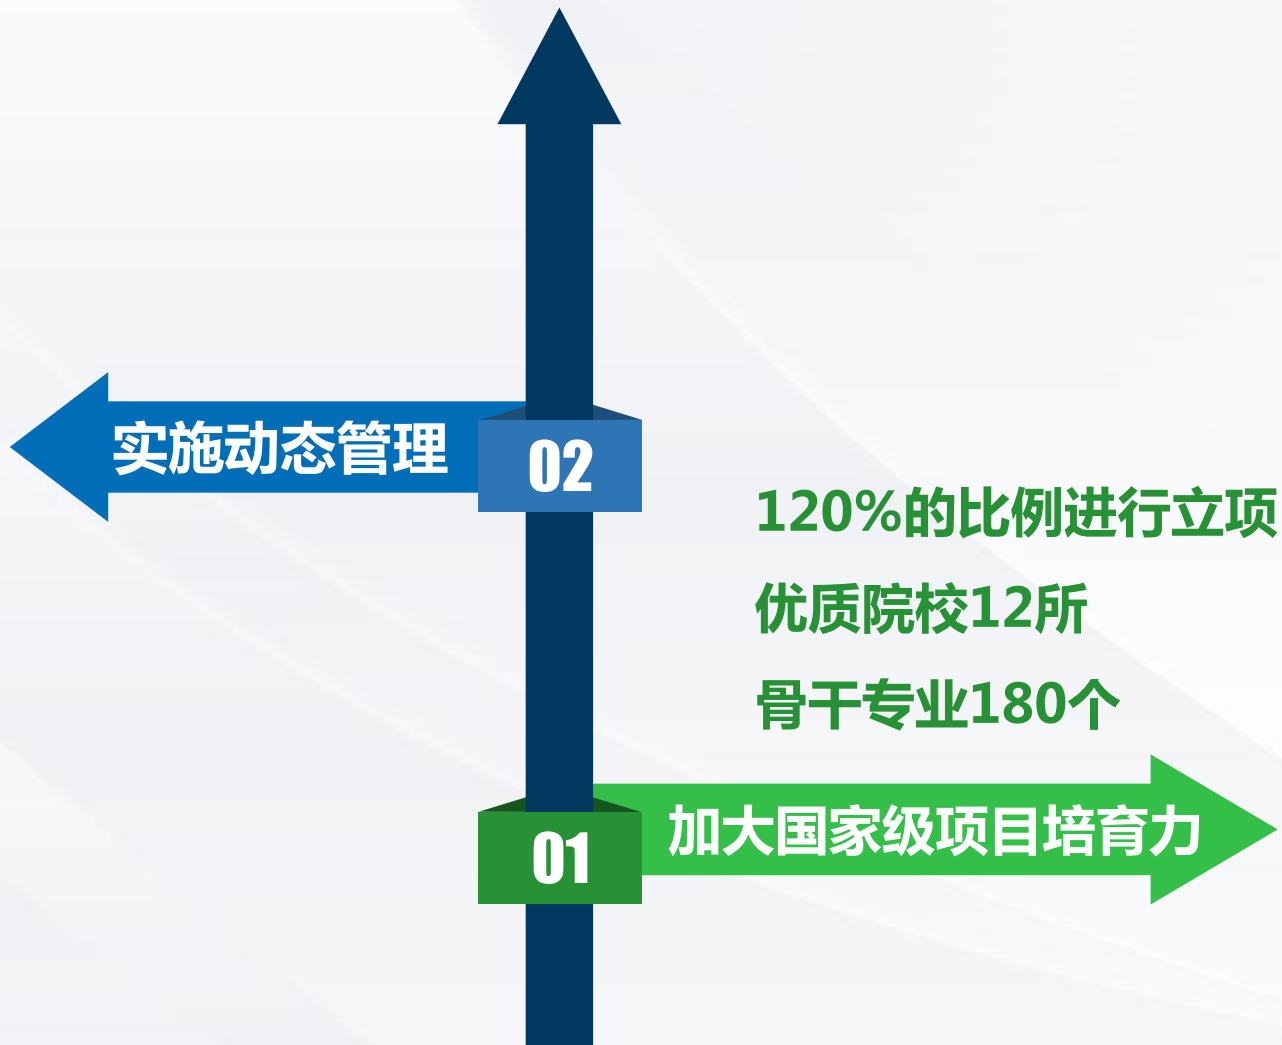 实施动态管理
02
120%的比例进行立项
优质院校12所
骨干专业180个
01
加大国家级项目培育力